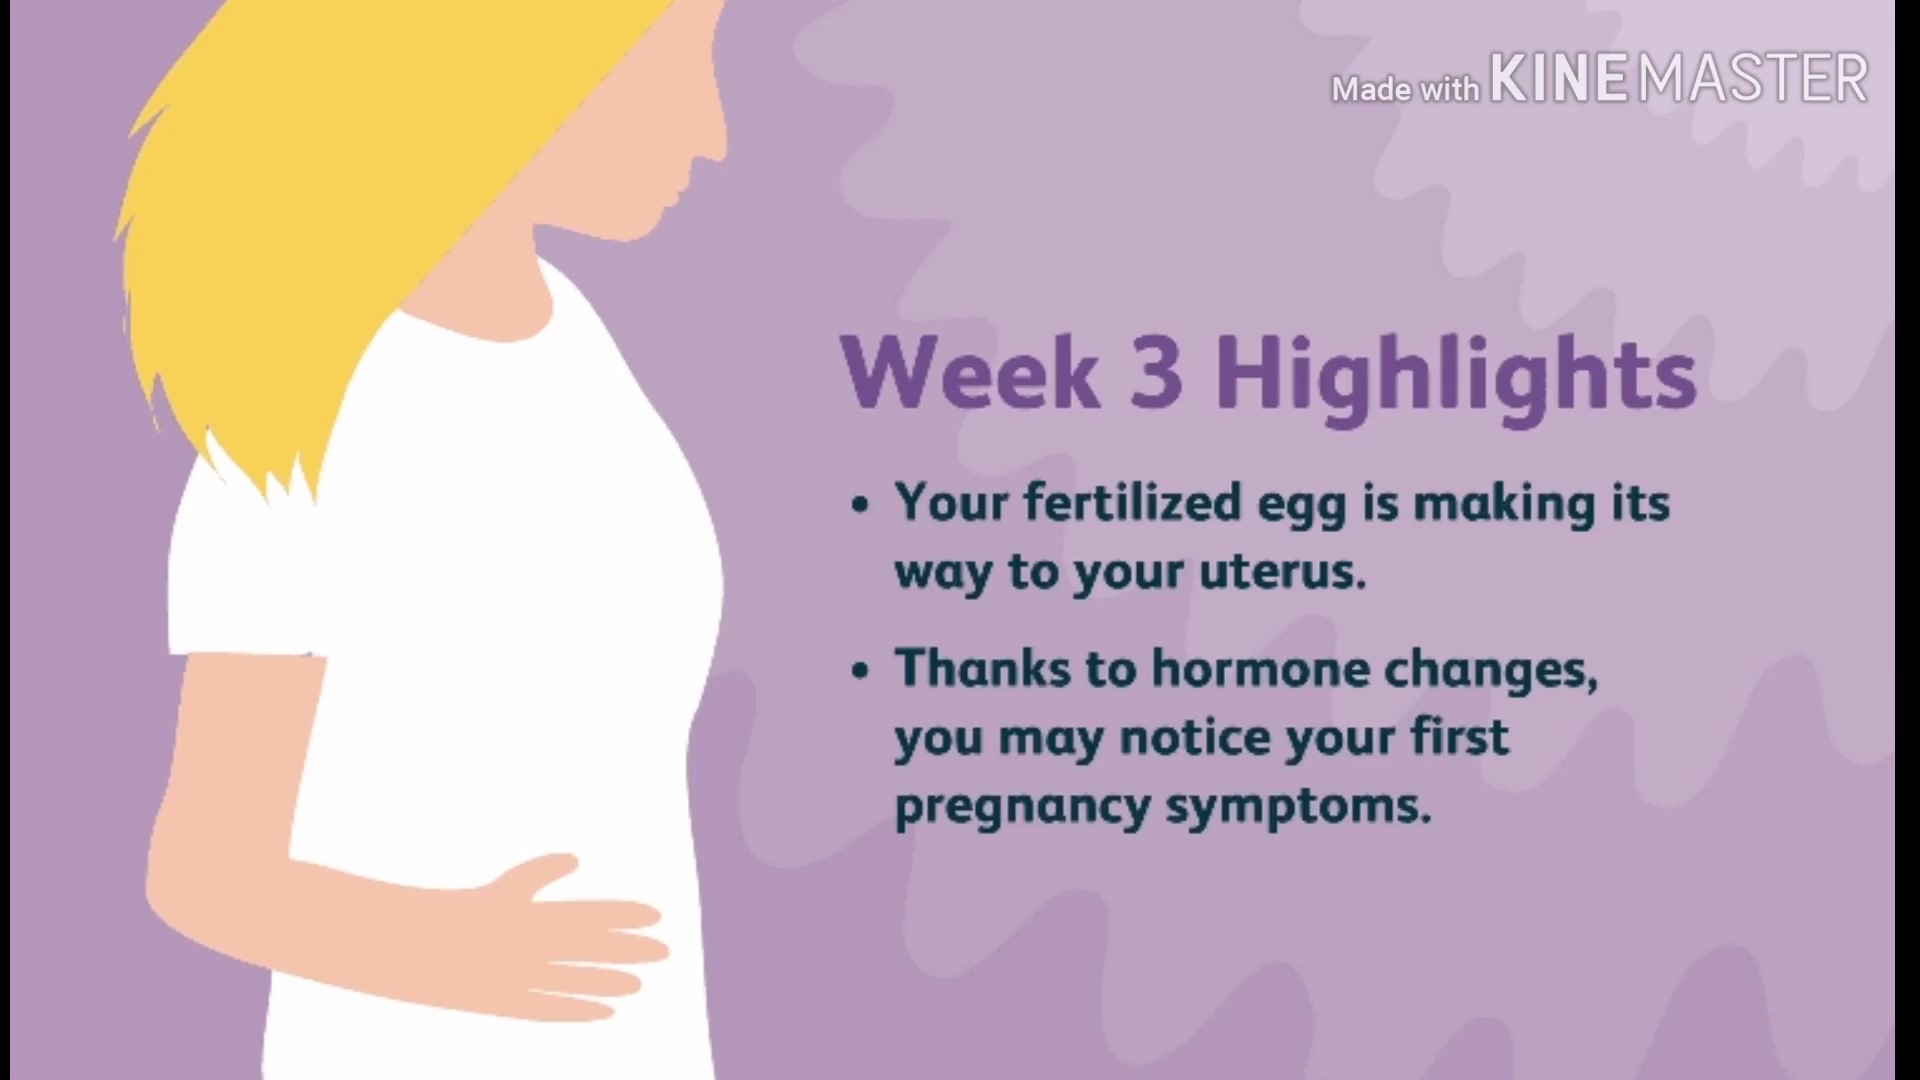 Made with KINEMASTER
Week 3 Highlights
• Your fertilized egg is making its
way to your uterus.
• Thanks to hormone changes,
you may notice your first
pregnancy symptoms.